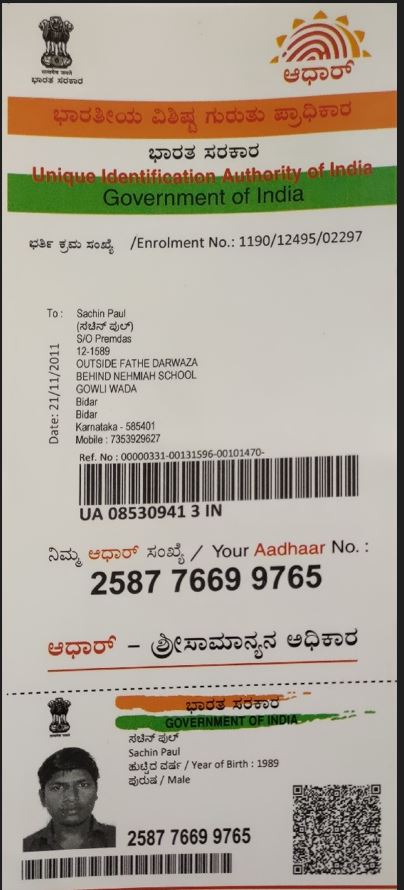 ಭಾರತ ಸರಕಾರ
ಆಧಾರ್
ಭಾರತೀಯ ವಿಶಿಷ್ಟ ಗುರುತು ಪ್ರಾಧಿಕಾರ
ಭಾರತ ಸರಕಾರ
Unique Identification Authority of India
Government of India
ಭರ್ತಿ ಕ್ರಮ ಸಂಖ್ಯೆ /Enrolment No.: 1190/12495/02297
Date: 21/11/2011
To : Sachin Paul
(ಸಚಿನ್ ಪುಲ್)
S/O Premdas
12-1589
OUTSIDE FATHE DARWAZA
BEHIND NEHMIAH SCHOOL
GOWLI WADA
Bidar
Bidar
Karnataka - 585401
Mobile : 7353929627
Ref. No : 00000331-00131596-00101470-
UA 08530941 3 IN
ನಿಮ್ಮ ಆಧಾರ್ ಸಂಖ್ಯೆ / Your Aadhaar No. :
2587 7669 9765
ಆಧಾರ್ – ಶ್ರೀಸಾಮಾನ್ಯನ ಅಧಿಕಾರ
ಭಾರತ ಸರಕಾರ
GOVERNMENT OF INDIA
ಸಚಿನ್ ಪುಲ್
Sachin Paul
ಹುಟ್ಟಿದ ವರ್ಷ / Year of Birth : 1989
ಪುರುಷ / Male
2587 7669 9765